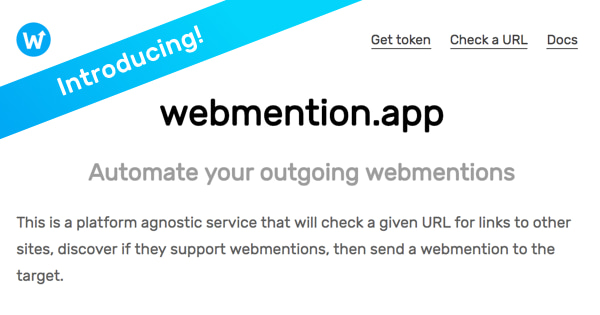 w
Introducing!
Get token Check a URL Docs
webmention.app
Automate your outgoing webmentions
This is a platform agnostic service that will check a given URL for links to other
sites, discover if they support webmentions, then send a webmention to the
target.